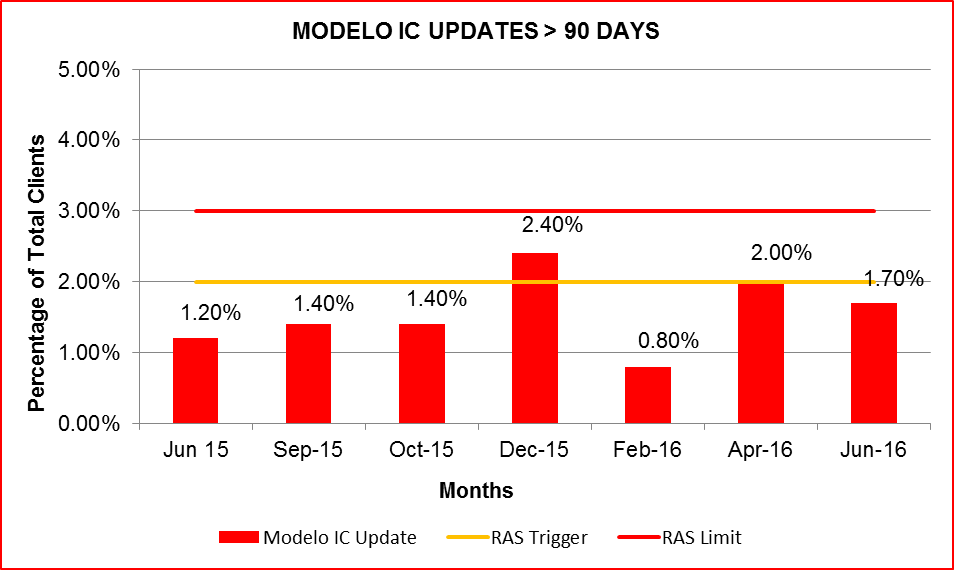 MODELO IC UPDATES > 90 DAYS
5.00%
4.00%
3.00%
2.00%
1.00%
0.00%
Percentage of Total Clients
1.20%
1.40%
1.40%
2.40%
0.80%
2.00%
1.70%
Jun 15
Sep-15
Oct-15
Dec-15
Feb-16
Apr-16
Jun-16
Months
Modelo IC Update
RAS Trigger
RAS Limit